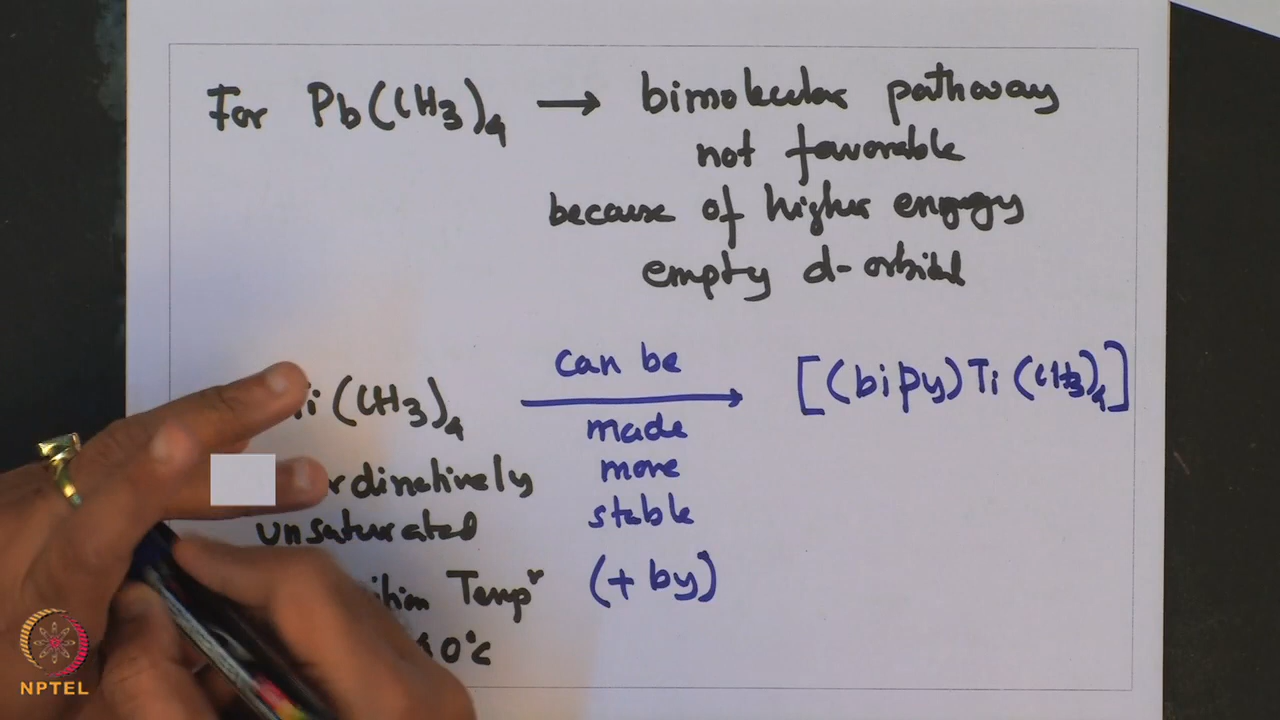 For Pb(CH3)4 → bimolecular pathway
not favorable
because of higher energy
empty d-orbital
can be
(CH3)4 → [(bipy)Ti(CH3)4]
made
more
unsaturated
stable
Temp^r (+ by)
0°C
NPTEL